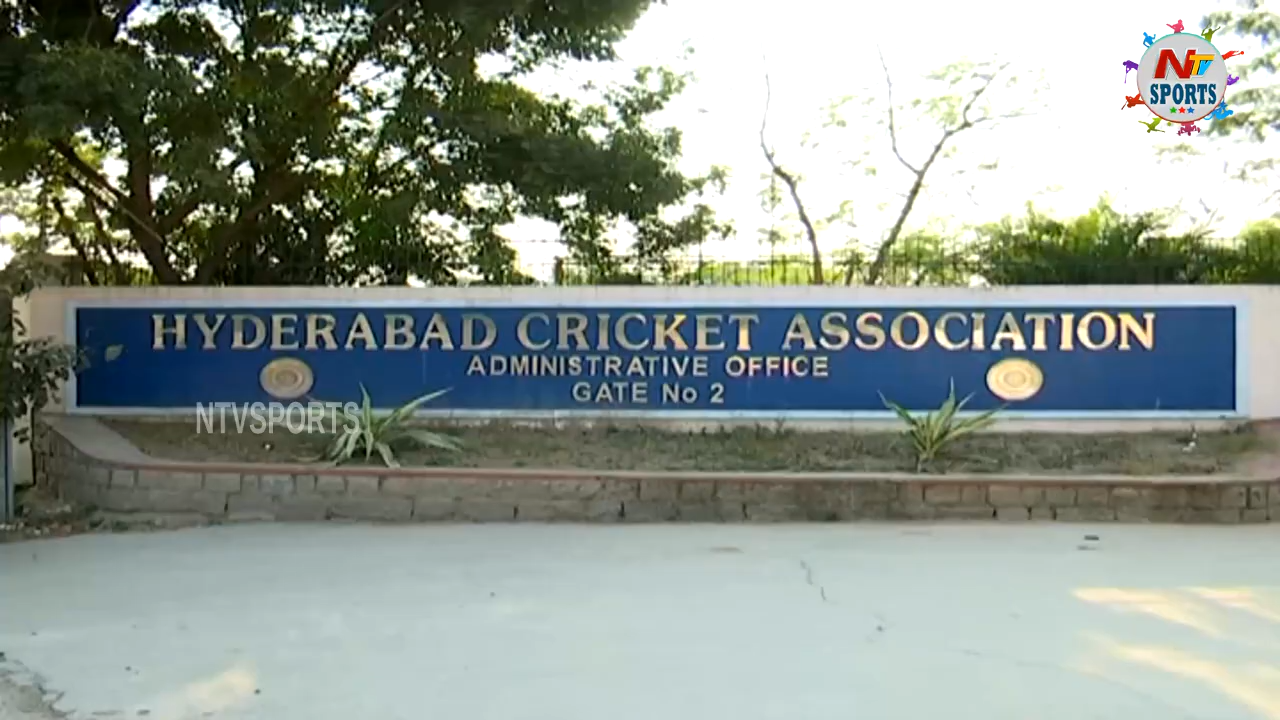 NTV
SPORTS
HYDERABAD CRICKET ASSOCIATION
ADMINISTRATIVE OFFICE
GATE No 2
NTVSPORTS